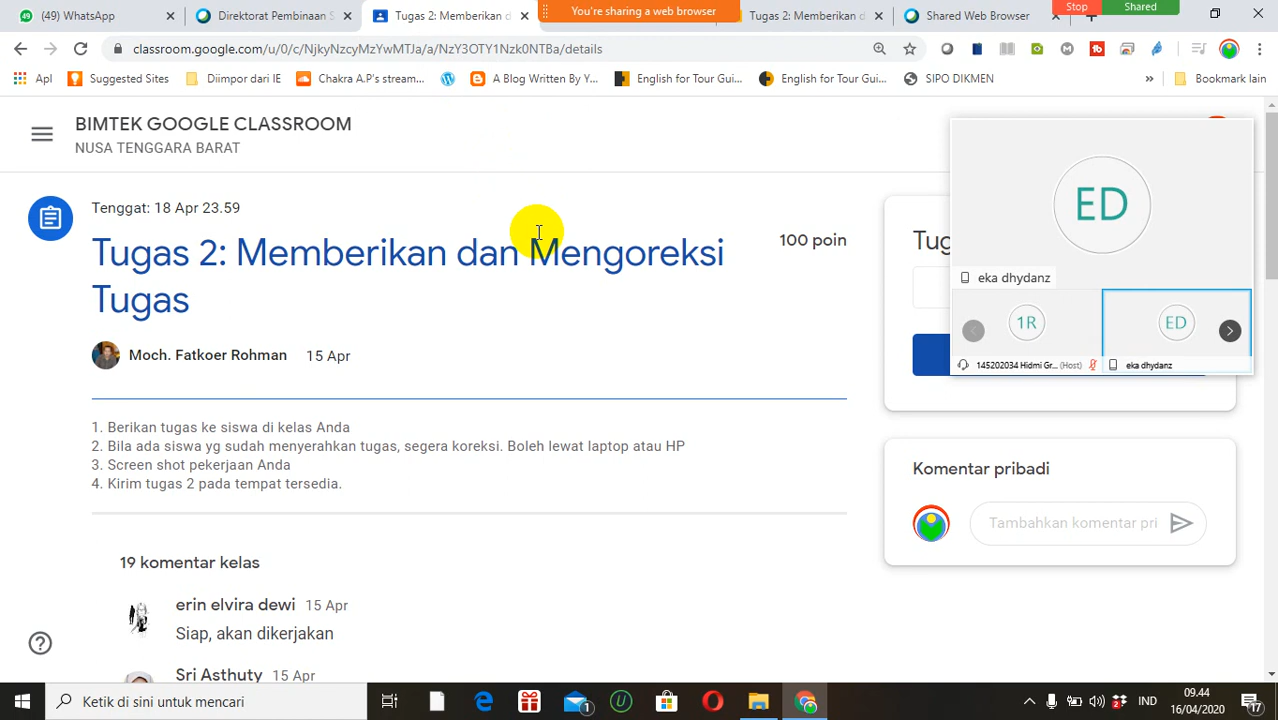 (49) WhatsApp
Direktorat Pembinaan S
Tugas 2: Memberikan d
You're sharing a web browser
Tugas 2: Memberikan d
Shared Web Browser
Stop
Shared
classroom.google.com/u/0/c/NjkyNzcyMzYwMTJa/a/NzY3OTY1Nzk0NTBa/details
Apl
Suggested Sites
Diimpor dari IE
Chakra A.P's stream...
A Blog Written By Y...
English for Tour Gui...
English for Tour Gui...
SIPO DIKMEN
»
Bookmark lain
BIMTEK GOOGLE CLASSROOM
NUSA TENGGARA BARAT
Tenggat: 18 Apr 23.59
Tugas 2: Memberikan dan Mengoreksi
Tugas
100 poin
Moch. Fatkoer Rohman
15 Apr
1. Berikan tugas ke siswa di kelas Anda
2. Bila ada siswa yg sudah menyerahkan tugas, segera koreksi. Boleh lewat laptop atau HP
3. Screen shot pekerjaan Anda
4. Kirim tugas 2 pada tempat tersedia.
19 komentar kelas
erin elvira dewi 15 Apr
Siap, akan dikerjakan
Sri Asthuty 15 Apr
Tug
ED
eka dhydanz
1R
ED
145202034 Hidmi Gr... (Host)
eka dhydanz
Komentar pribadi
Tambahkan komentar pri
Ketik di sini untuk mencari
1
IND
09.44
16/04/2020
17